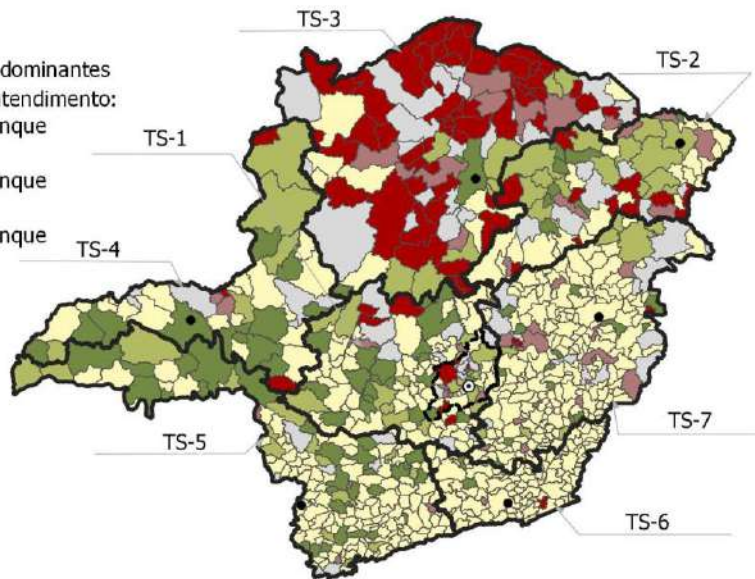 TS-3
dominantes
TS-2
tendimento:
nque
TS-1
nque
nque
TS-4
TS-5
TS-7
TS-6